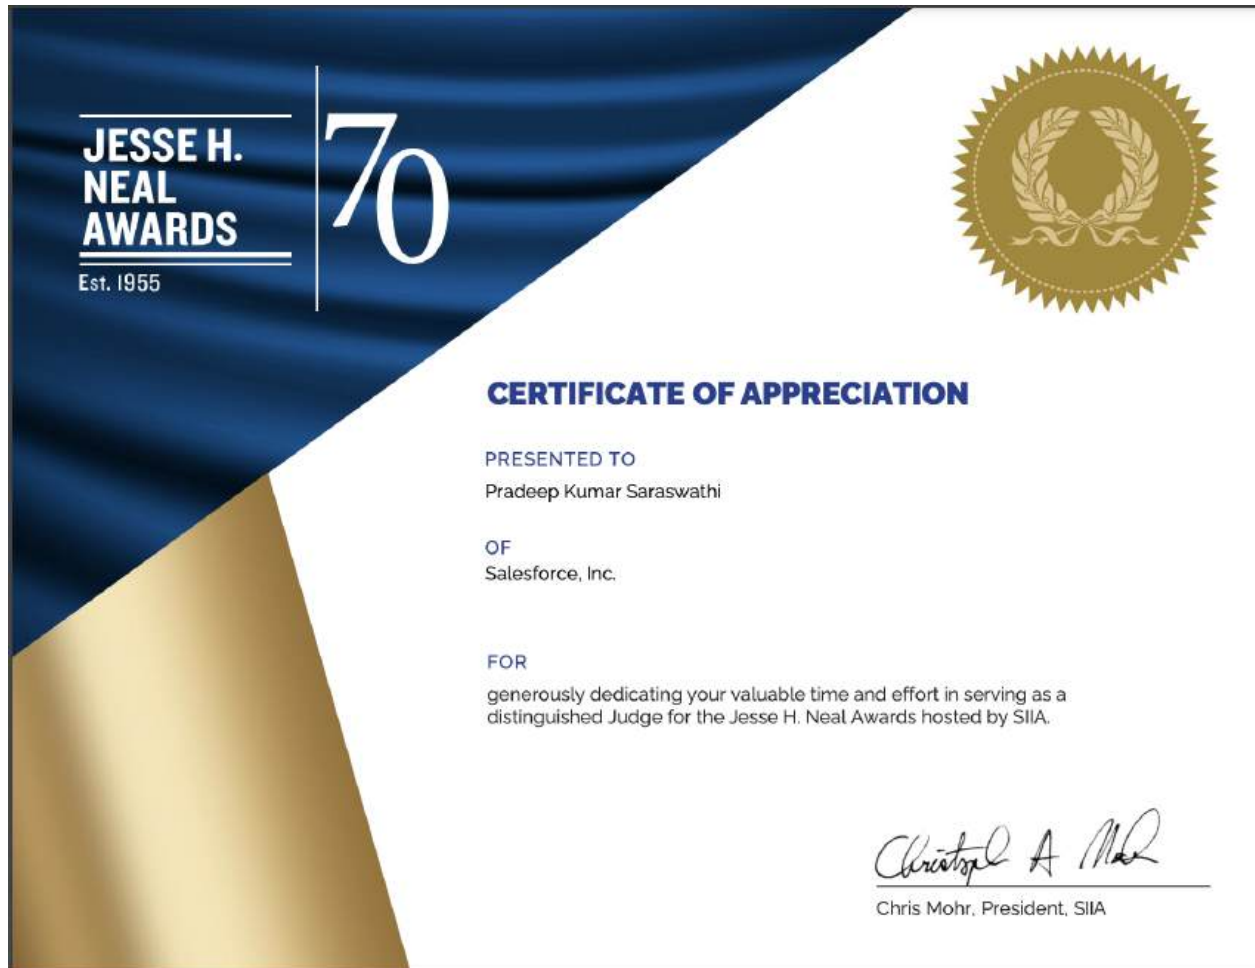 JESSE H.
NEAL
AWARDS
Est. 1955
70
CERTIFICATE OF APPRECIATION
PRESENTED TO
Pradeep Kumar Saraswathi
OF
Salesforce, Inc.
FOR
generously dedicating your valuable time and effort in serving as a
distinguished Judge for the Jesse H. Neal Awards hosted by SIIA.
Christoph A Mohr
Chris Mohr, President, SIIA